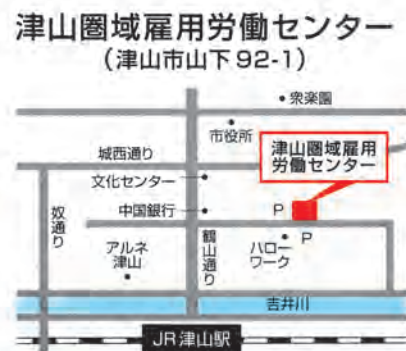 津山圏域雇用労働センター
(津山市山下92-1)
衆楽園
市役所
津山圏域雇用
労働センター
城西通り
文化センター
中国銀行
P
奴通り
アルネ
津山
鶴山通り
ハロー
ワーク
P
吉井川
JR津山駅